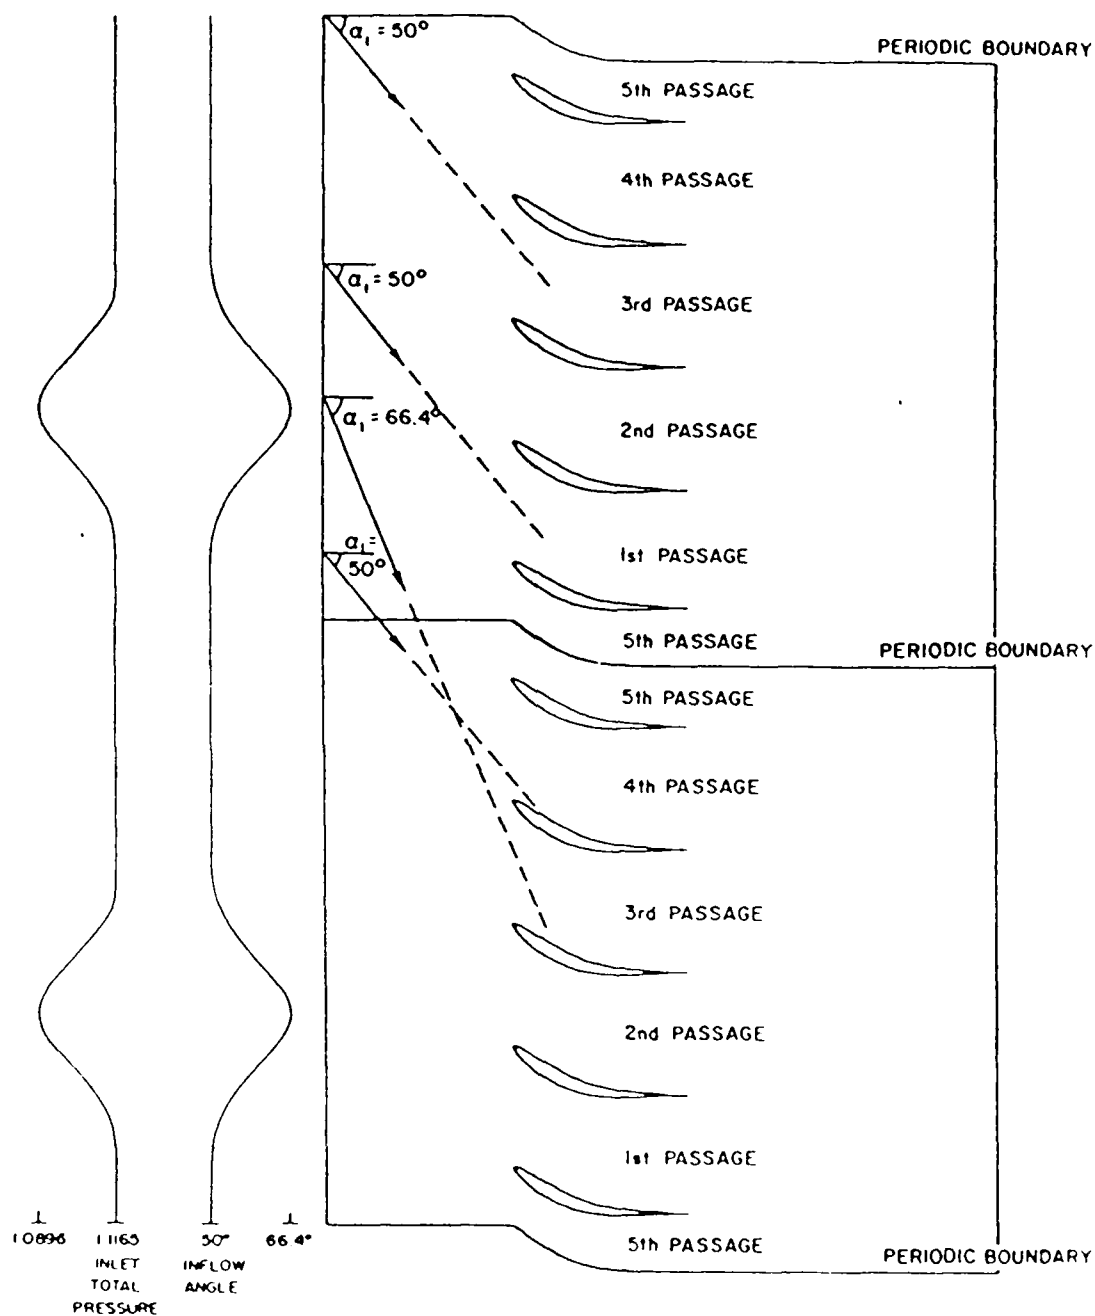 α₁ = 50°
PERIODIC BOUNDARY
5th PASSAGE
4th PASSAGE
α₁ = 50°
3rd PASSAGE
α₁ = 66.4°
2nd PASSAGE
α₁ =
50°
1st PASSAGE
5th PASSAGE
PERIODIC BOUNDARY
5th PASSAGE
4th PASSAGE
3rd PASSAGE
2nd PASSAGE
1st PASSAGE
5th PASSAGE
PERIODIC BOUNDARY
1.0896 1.1165 50° 66.4°
INLET
TOTAL
PRESSURE
INFLOW
ANGLE